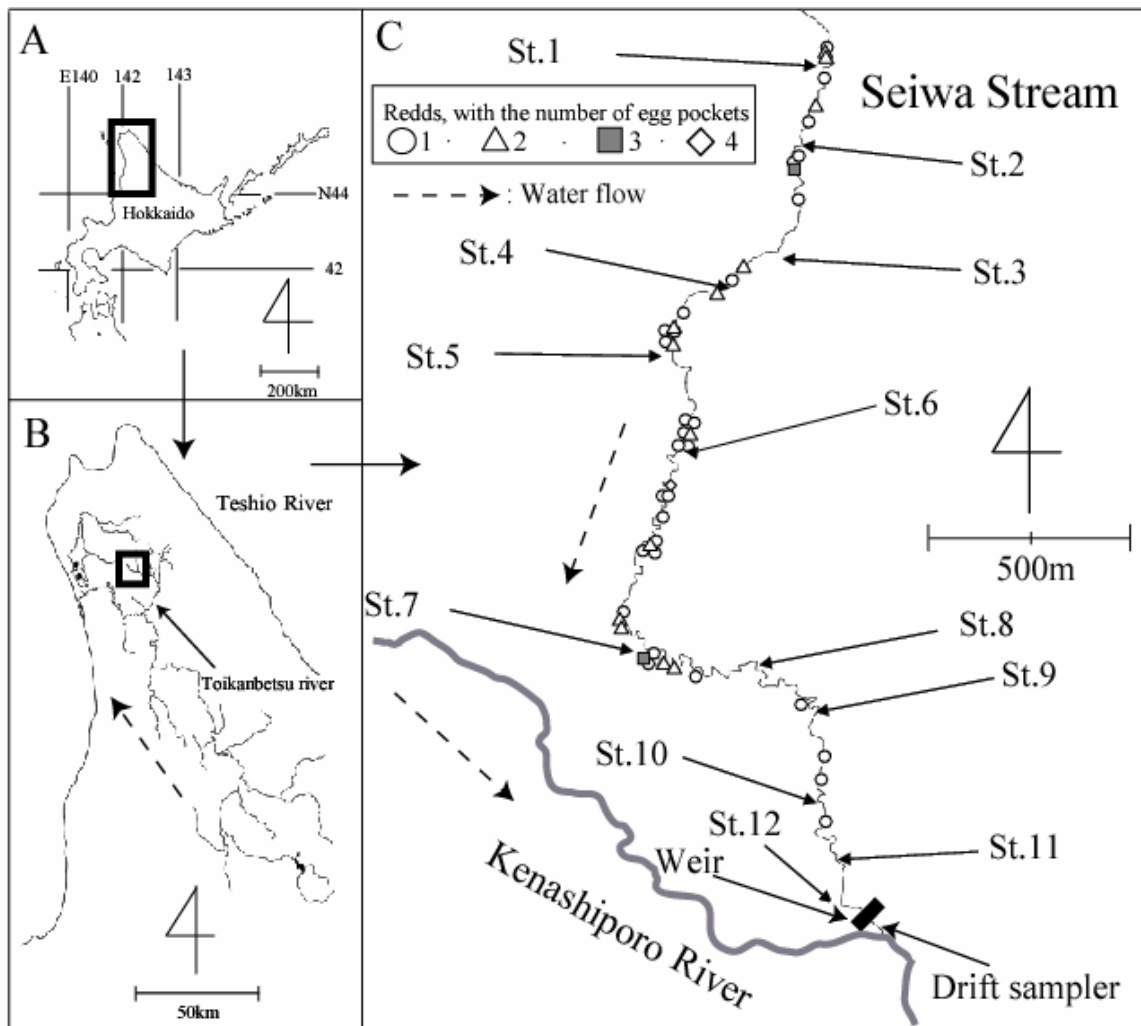 A
E140 142 143
N44
Hokkaido
42
200km
B
Teshio River
Toikanbetsu river
50km
C
Seiwa Stream
Redds, with the number of egg pockets
1 · 2 · 3 · 4
: Water flow
St.1
St.2
St.3
St.4
St.5
St.6
500m
St.7
St.8
St.9
St.10
St.11
St.12
Weir
Kenashiporo River
Drift sampler